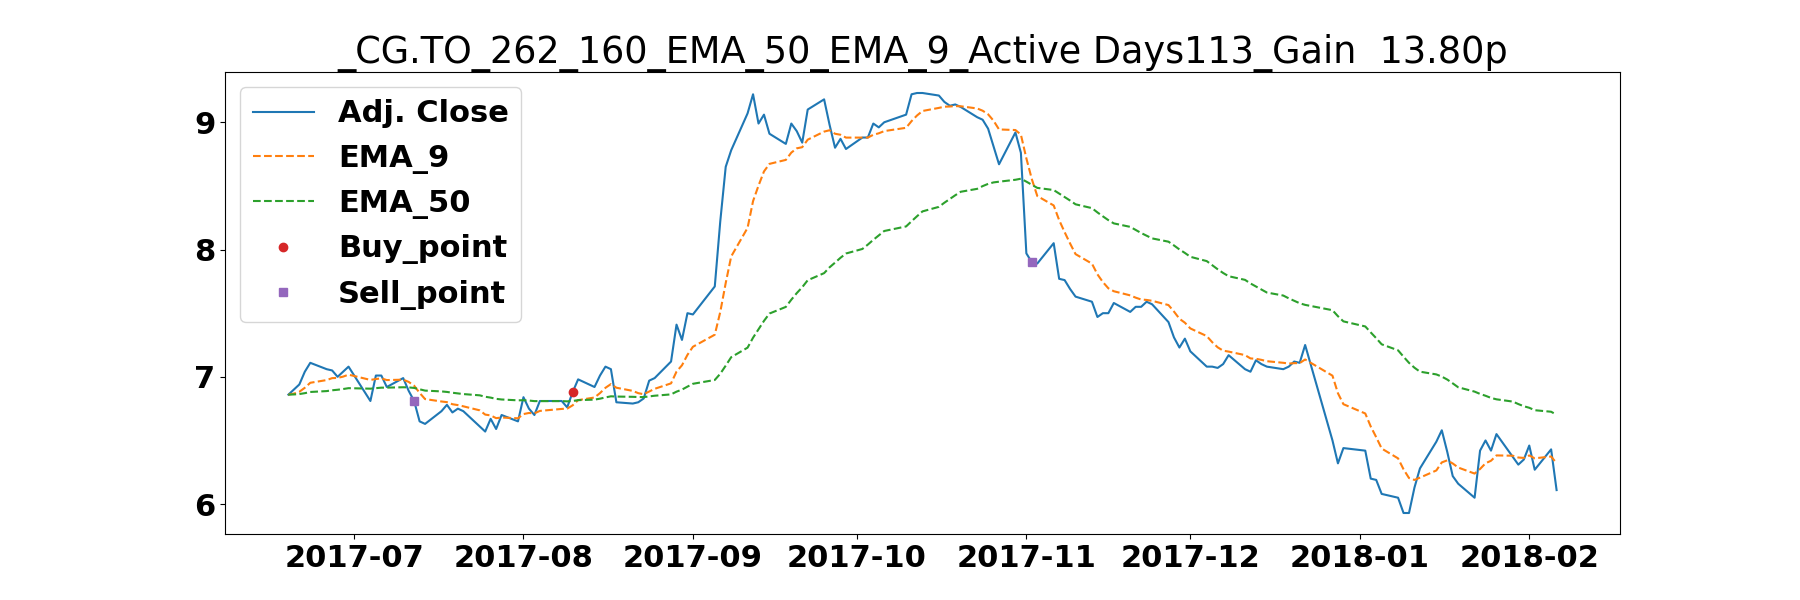 _CG.TO_262_160_EMA_50_EMA_9_Active Days113_Gain  13.80p
Adj. Close
EMA_9
EMA_50
Buy_point
Sell_point
9
8
7
6
2017-07 2017-08 2017-09 2017-10 2017-11 2017-12 2018-01 2018-02